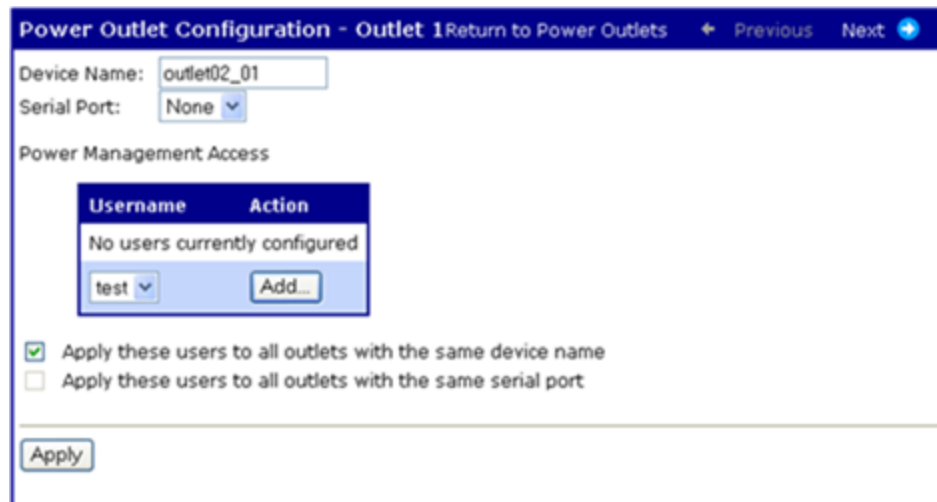 Power Outlet Configuration - Outlet 1Return to Power Outlets Previous Next
Device Name: outlet02_01
Serial Port: None
Power Management Access
Username Action
No users currently configured
test Add...
Apply these users to all outlets with the same device name
Apply these users to all outlets with the same serial port
Apply